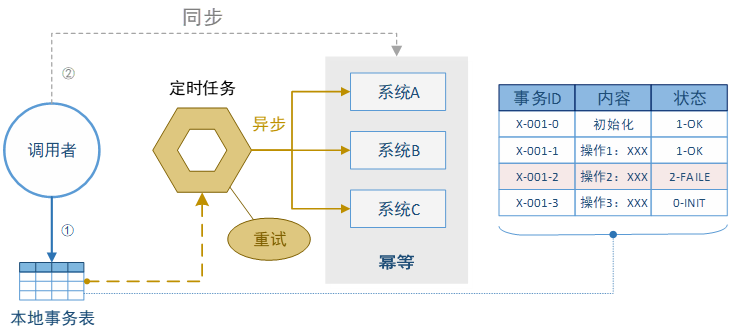 同步
②
定时任务
调用者
异步
系统A
系统B
系统C
重试
幂等
①
本地事务表
事务ID 内容 状态
X-001-0 初始化 1-OK
X-001-1 操作1：XXX 1-OK
X-001-2 操作2：XXX 2-FAILE
X-001-3 操作3：XXX 0-INIT